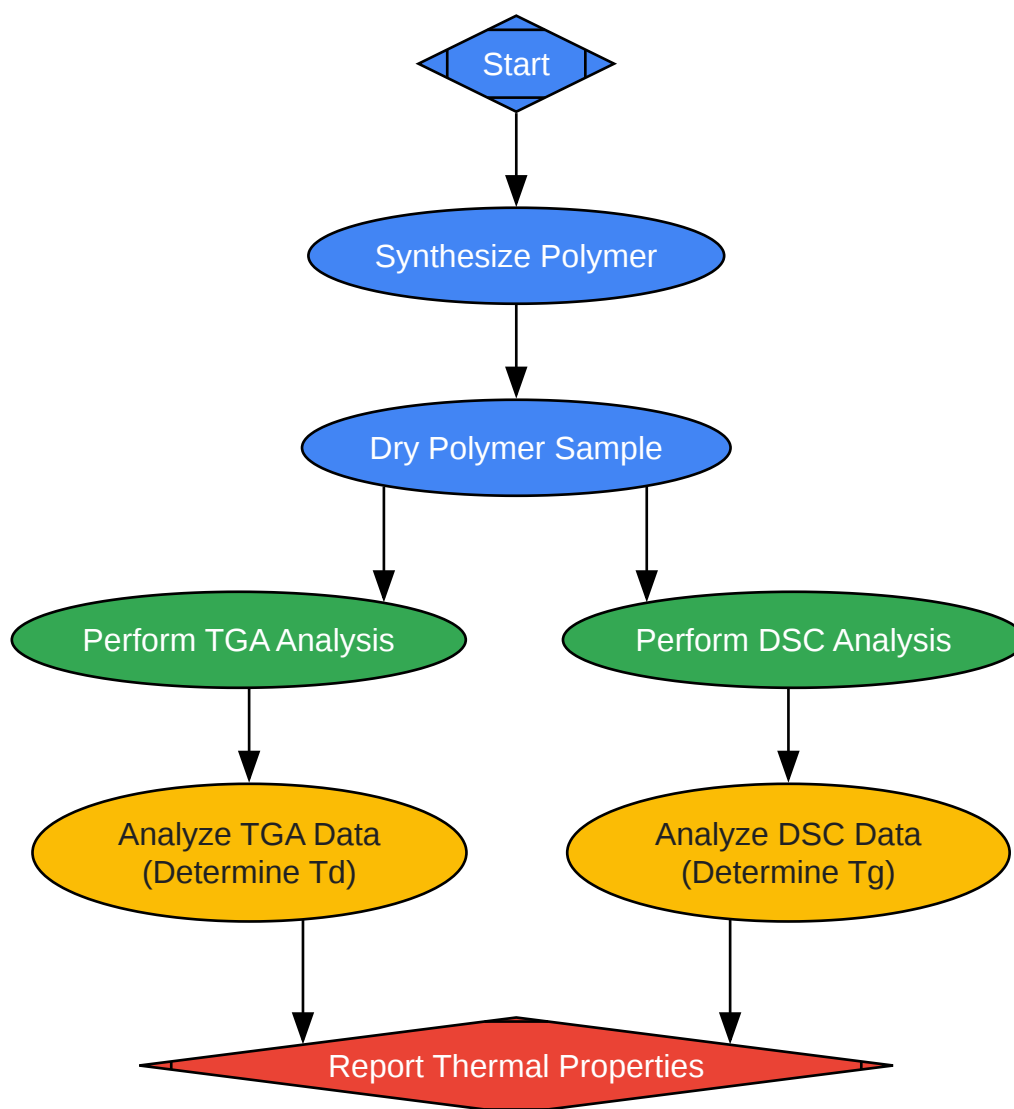 Start
Synthesize Polymer
Dry Polymer Sample
Perform TGA Analysis
Perform DSC Analysis
Analyze TGA Data
(Determine Td)
Analyze DSC Data
(Determine Tg)
Report Thermal Properties